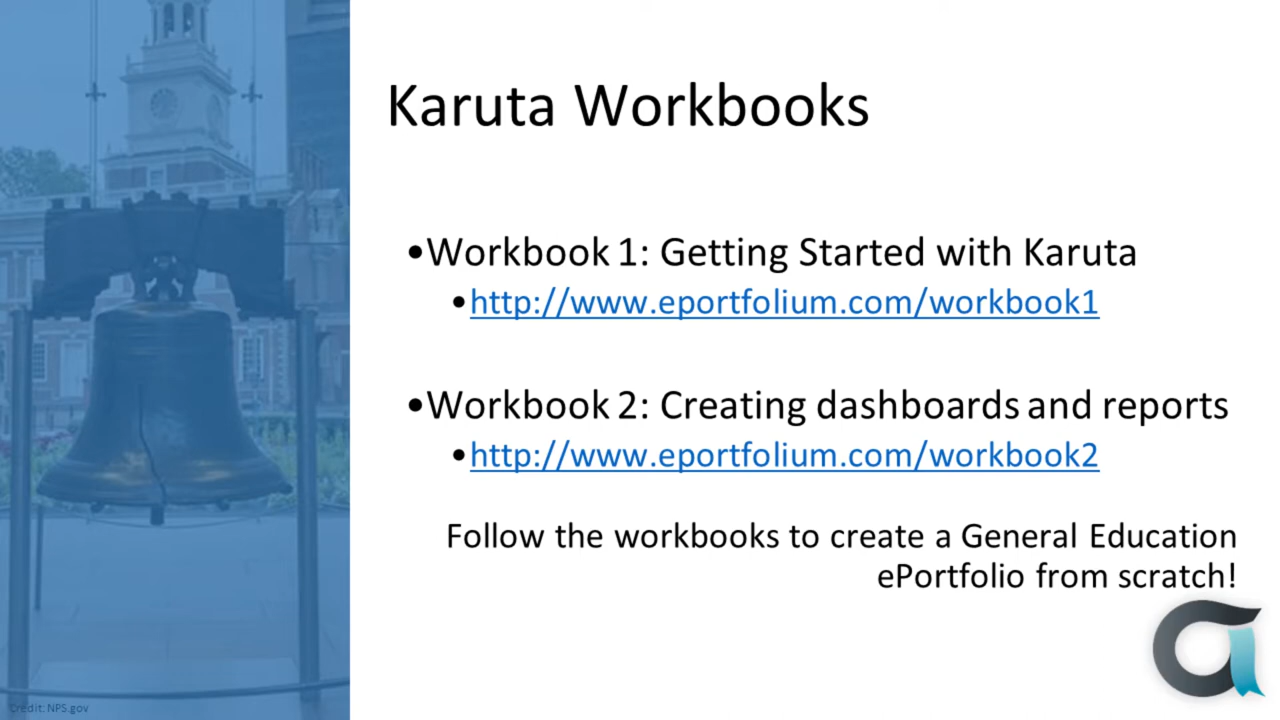 Karuta Workbooks
•Workbook 1: Getting Started with Karuta
•http://www.eportfolium.com/workbook1
•Workbook 2: Creating dashboards and reports
•http://www.eportfolium.com/workbook2
Follow the workbooks to create a General Education
ePortfolio from scratch!
Credit: NPS.gov